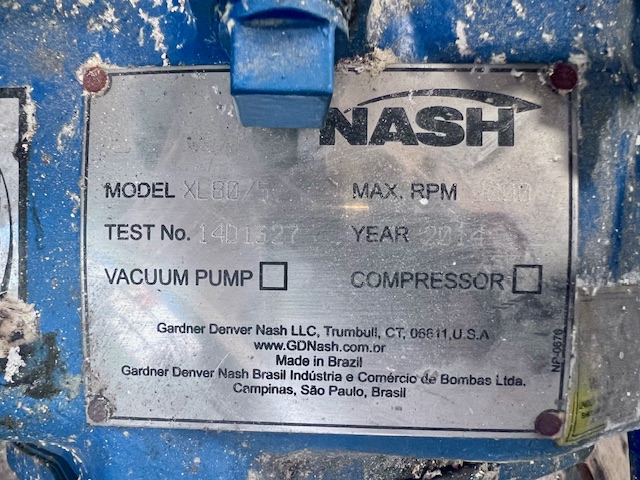 NASH
MODEL XL80/5 MAX. RPM
TEST No. 14D1327 YEAR 2014
VACUUM PUMP COMPRESSOR
Gardner Denver Nash LLC, Trumbull, CT, 06611,U.S.A
www.GDNash.com.br
Made in Brazil
Gardner Denver Nash Brasil Indústria e Comércio de Bombas Ltda.
Campinas, São Paulo, Brasil
NP-0670